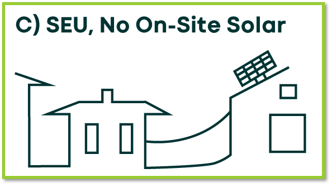 C) SEU, No On-Site Solar